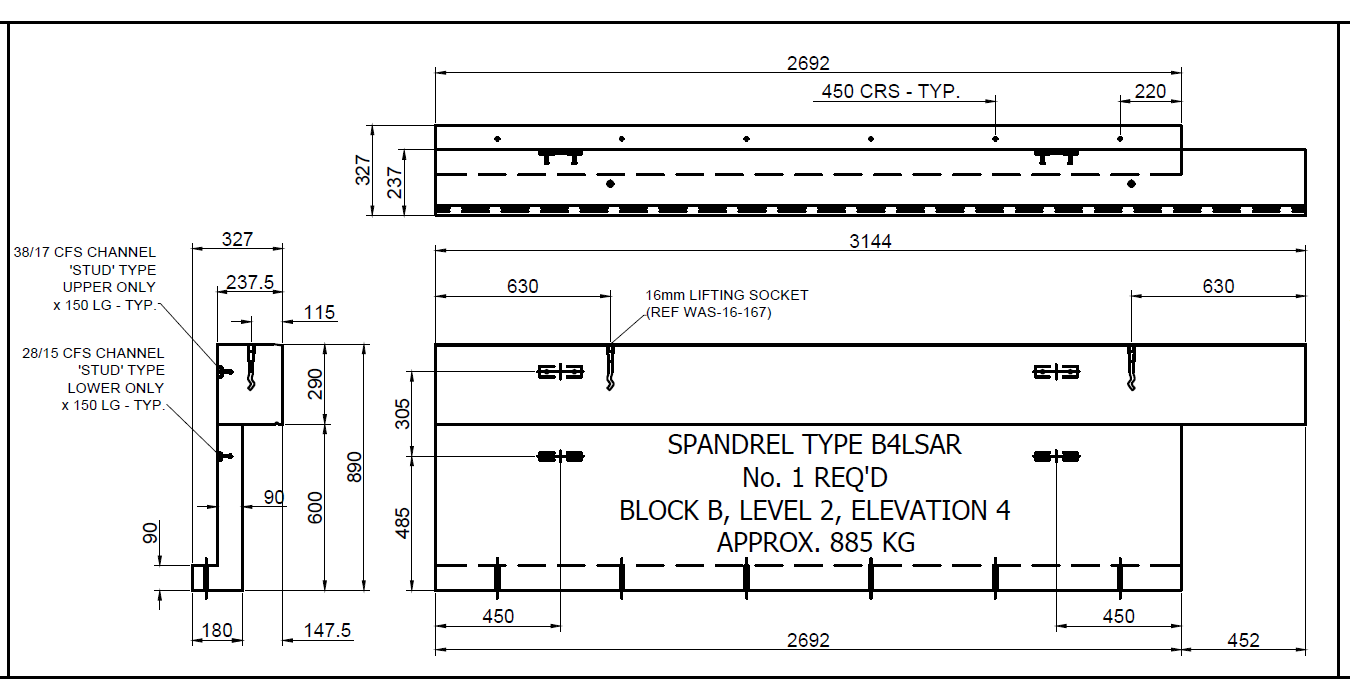 2692
450 CRS - TYP.
220
327
237
3144
630
630
16mm LIFTING SOCKET
(REF WAS-16-167)
327
38/17 CFS CHANNEL
'STUD' TYPE
UPPER ONLY
x 150 LG - TYP.
237.5
115
28/15 CFS CHANNEL
'STUD' TYPE
LOWER ONLY
x 150 LG - TYP.
290
890
600
90
90
180
147.5
305
485
SPANDREL TYPE B4LSAR
No. 1 REQ'D
BLOCK B, LEVEL 2, ELEVATION 4
APPROX. 885 KG
450
450
2692
452